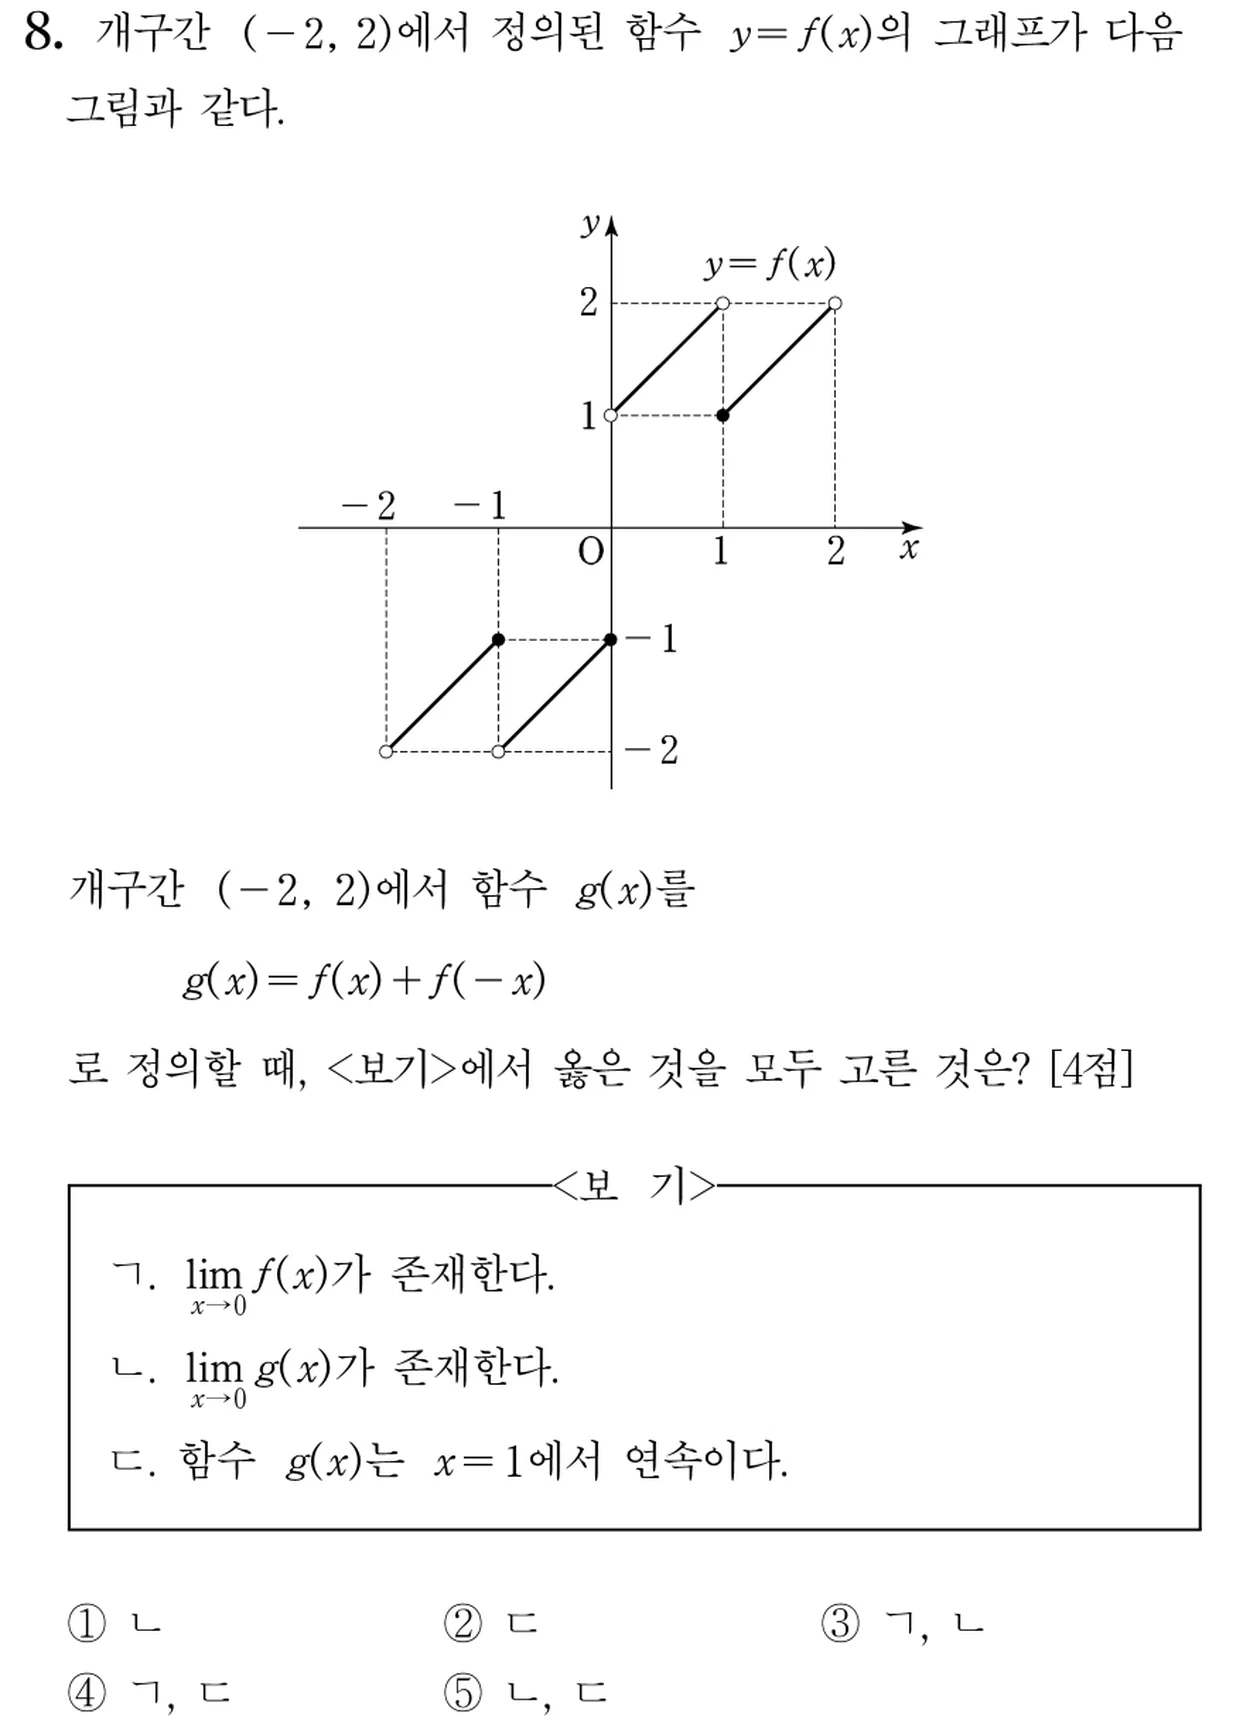 8. 개구간 (−2, 2)에서 정의된 함수 y=f(x)의 그래프가 다음
그림과 같다.
y
y=f(x)
2
1
−2 −1
O 1 2 x
−1
−2
개구간 (−2, 2)에서 함수 g(x)를
g(x)=f(x)+f(−x)
로 정의할 때, <보기>에서 옳은 것을 모두 고른 것은? [4점]
<보 기>
ㄱ. lim f(x)가 존재한다.
x→0
ㄴ. lim g(x)가 존재한다.
x→0
ㄷ. 함수 g(x)는 x=1에서 연속이다.
① ㄴ ② ㄷ ③ ㄱ, ㄴ
④ ㄱ, ㄷ ⑤ ㄴ, ㄷ